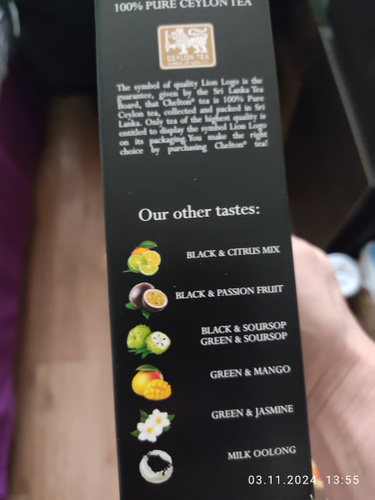 100% PURE CEYLON TEA
CEYLON TEA
The symbol of quality Lion Logo is the
guarantee, given by the Sri Lanka Tea
Board, that Chelton® tea is 100% Pure
Ceylon tea, collected and packed in Sri
Lanka. Only tea of the highest quality is
entitled to display the symbol Lion Logo
on its packaging.You make the right
choice by purchasing Chelton® tea!
Our other tastes:
BLACK & CITRUS MIX
BLACK & PASSION FRUIT
BLACK & SOURSOP
GREEN & SOURSOP
GREEN & MANGO
GREEN & JASMINE
MILK OOLONG
03.11.2024 13:55